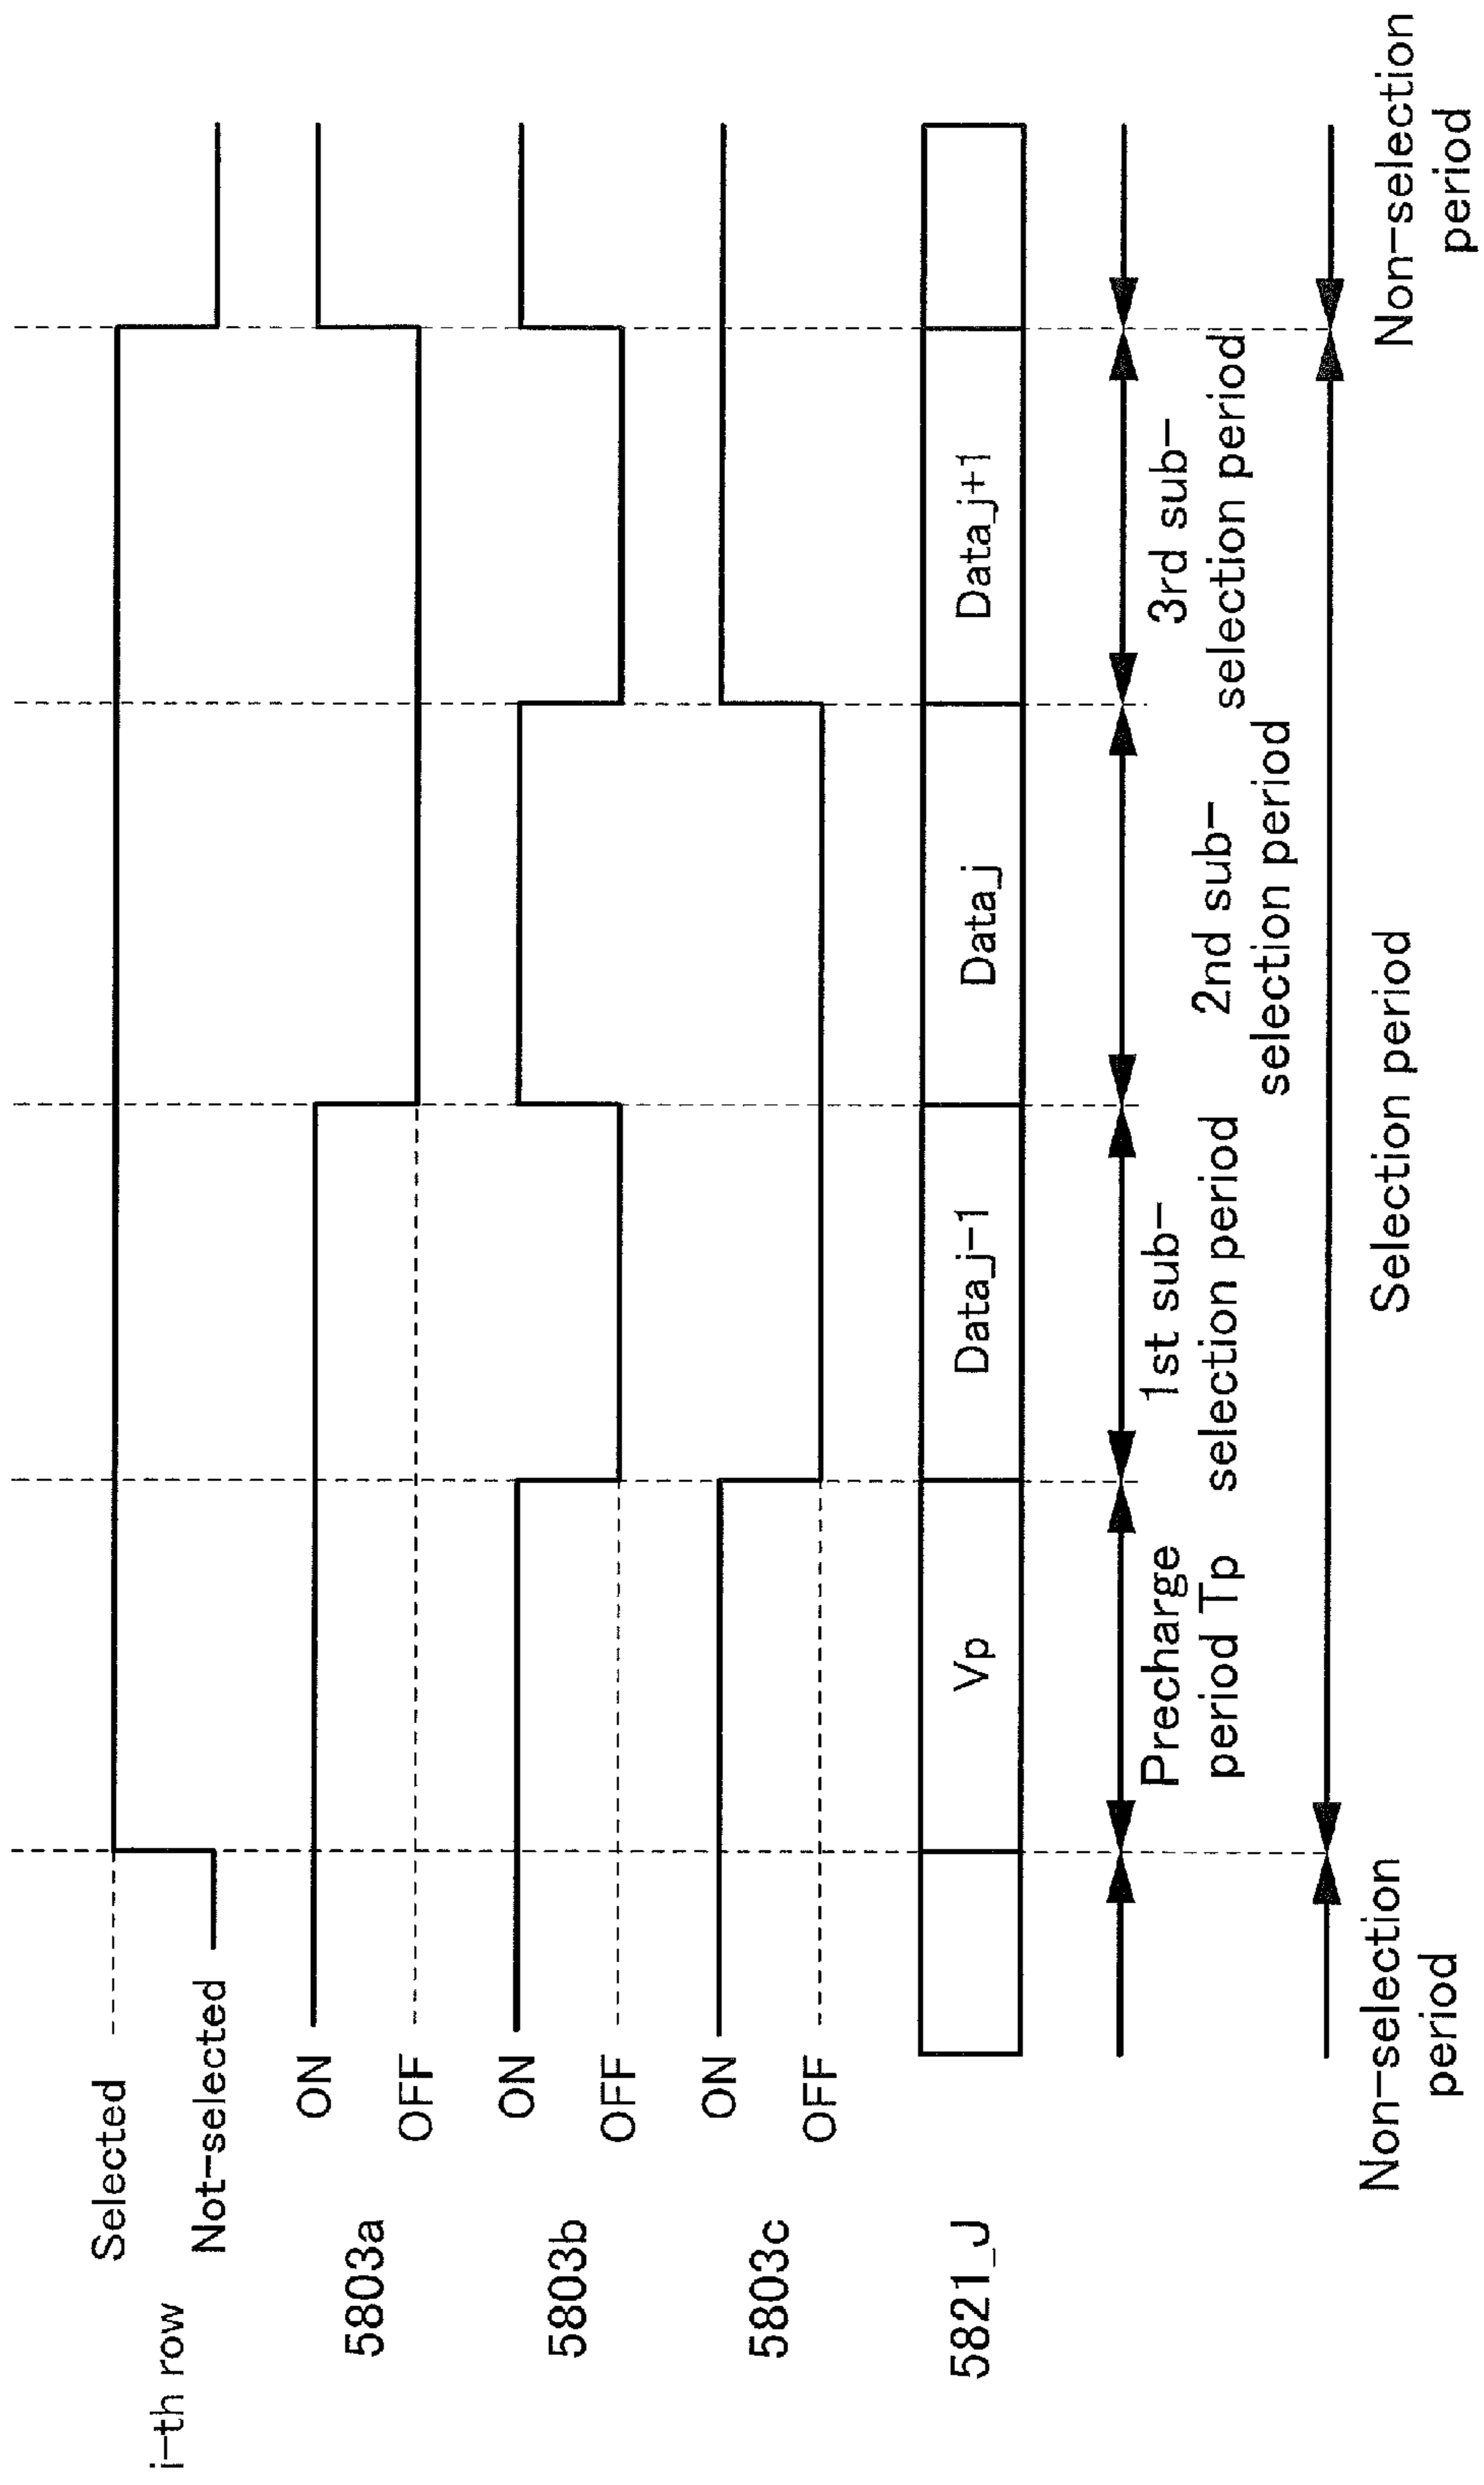 Selected
i-th row
Not-selected
ON
5803a
OFF
ON
5803b
OFF
ON
5803c
OFF
5821_J
Vp
Data_j-1
Data_j
Data_j+1
Precharge
period Tp
1st sub-
selection period
2nd sub-
selection period
3rd sub-
selection period
Non-selection
period
Selection period
Non-selection
period